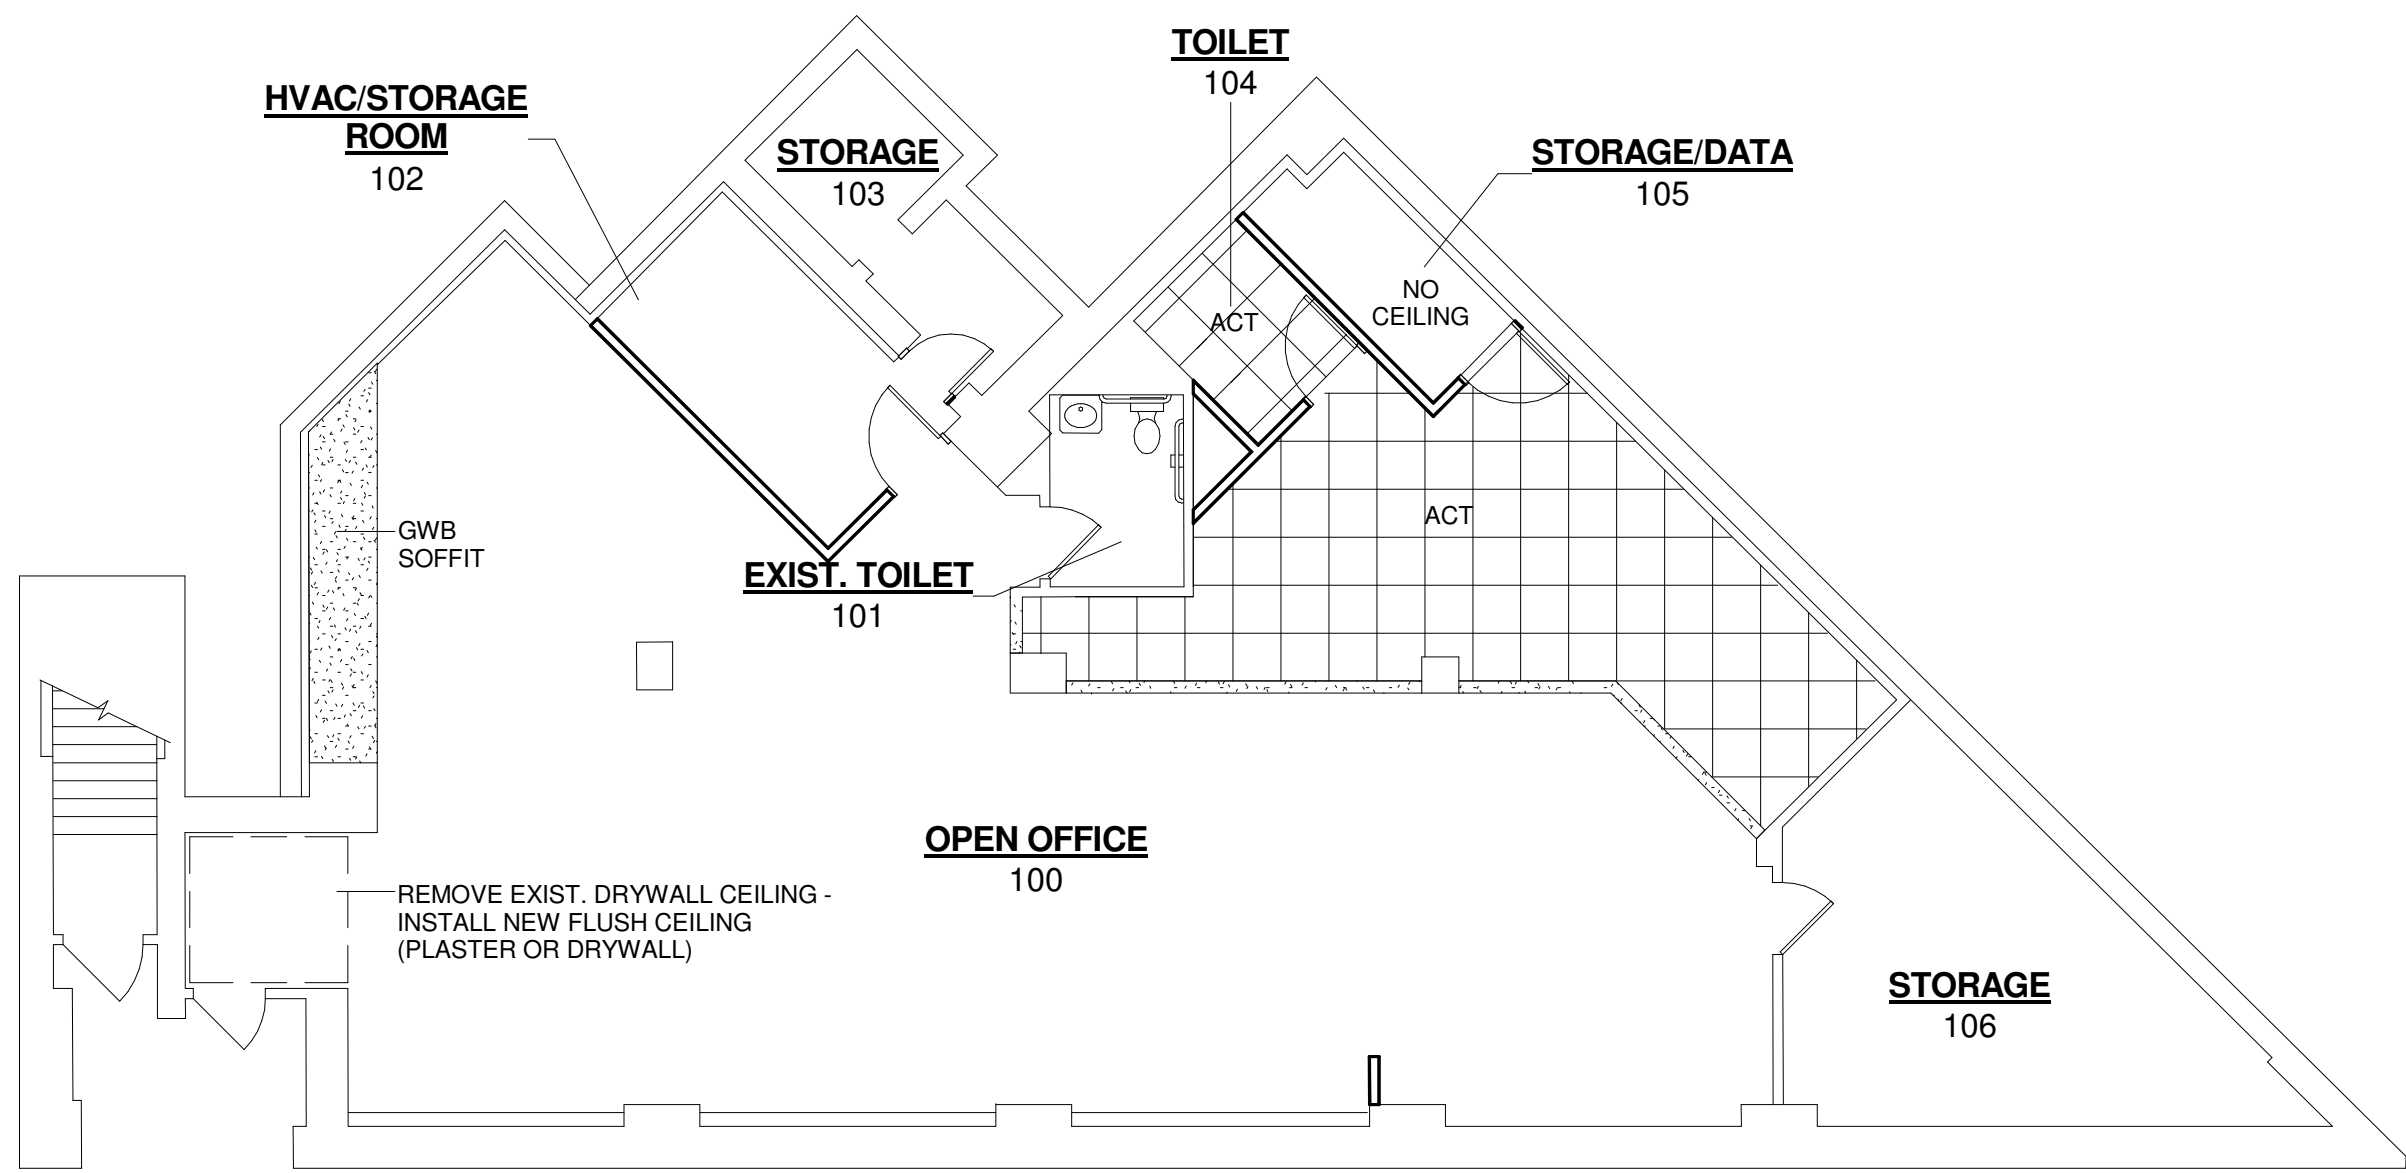 TOILET
104
HVAC/STORAGE
ROOM
102
STORAGE
103
STORAGE/DATA
105
NO
CEILING
ACT
ACT
GWB
SOFFIT
EXIST. TOILET
101
OPEN OFFICE
100
REMOVE EXIST. DRYWALL CEILING -
INSTALL NEW FLUSH CEILING
(PLASTER OR DRYWALL)
STORAGE
106